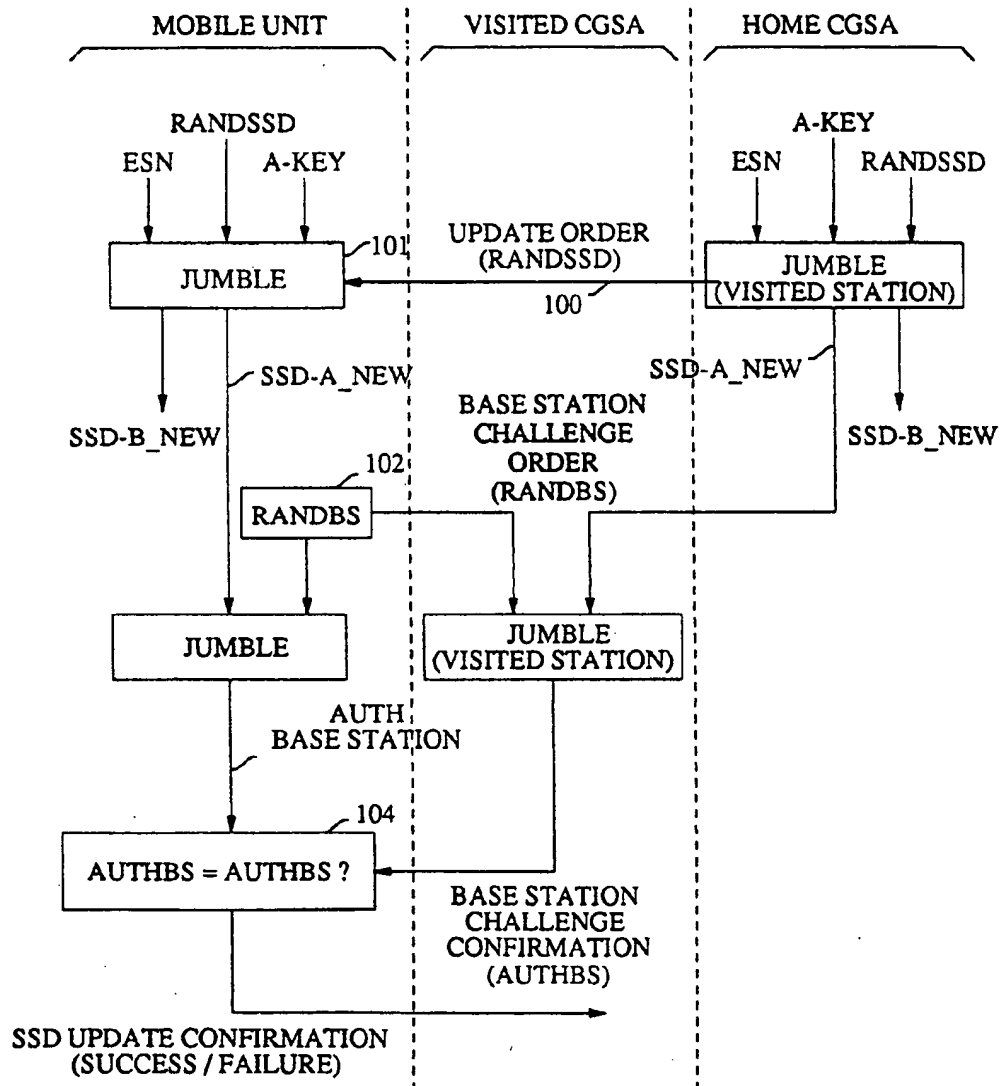 MOBILE UNIT
VISITED CGSA
HOME CGSA
RANDSSD
ESN
A-KEY
A-KEY
ESN
RANDSSD
101
JUMBLE
UPDATE ORDER
(RANDSSD)
100
JUMBLE
(VISITED STATION)
SSD-A_NEW
SSD-B_NEW
SSD-A_NEW
SSD-B_NEW
BASE STATION
CHALLENGE
ORDER
(RANDBS)
102
RANDBS
JUMBLE
JUMBLE
(VISITED STATION)
AUTH
BASE STATION
104
AUTHBS = AUTHBS ?
BASE STATION
CHALLENGE
CONFIRMATION
(AUTHBS)
SSD UPDATE CONFIRMATION
(SUCCESS / FAILURE)